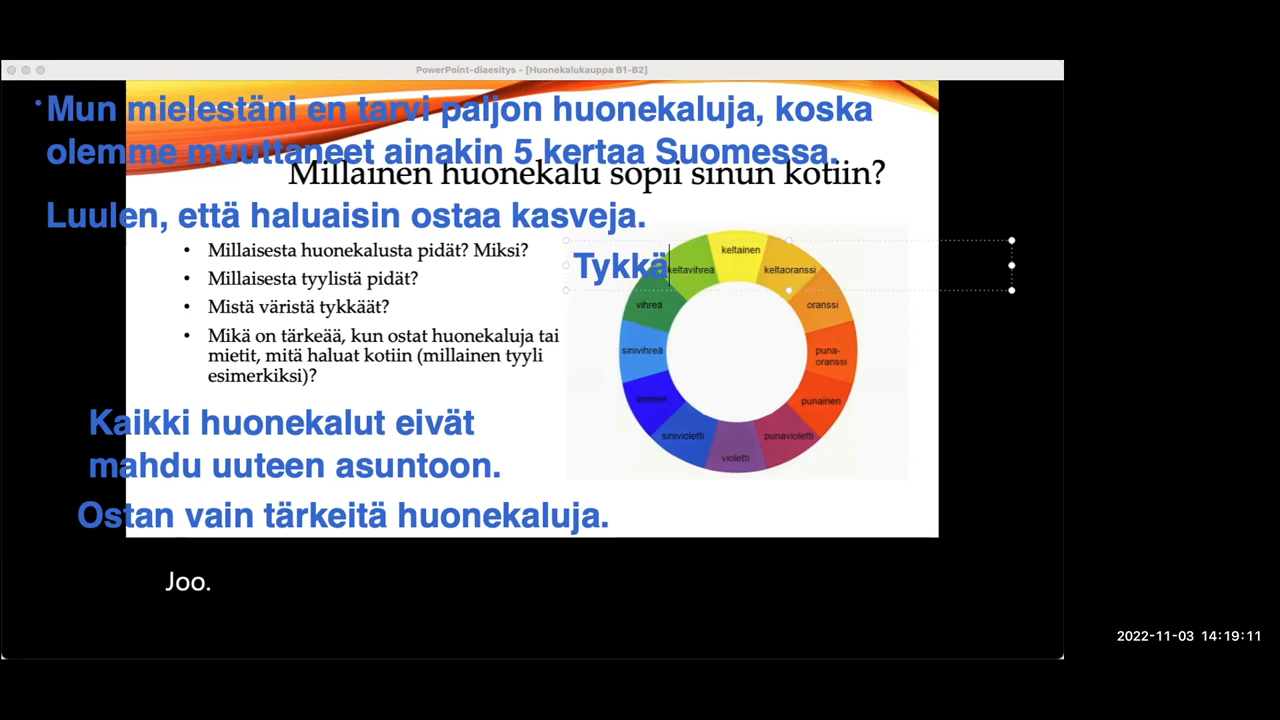 PowerPoint-diaesitys - [Huonekalukauppa B1-B2]
• Mun mielestäni en tarvi paljon huonekaluja, koska
olemme muuttaneet ainakin 5 kertaa Suomessa.
Millainen huonekalu sopii sinun kotiin?
Luulen, että haluaisin ostaa kasveja.
• Millaisesta huonekalusta pidät? Miksi?
• Millaisesta tyylistä pidät?
• Mistä väristä tykkäät?
• Mikä on tärkeää, kun ostat huonekaluja tai
mietit, mitä haluat kotiin (millainen tyyli
esimerkiksi)?
Tykkä
keltainen
keltavihreä
keltaoranssi
vihreä
oranssi
sinivihreä
puna-
oranssi
sininen
punainen
sinivioletti
punavioletti
violetti
Kaikki huonekalut eivät
mahdu uuteen asuntoon.
Ostan vain tärkeitä huonekaluja.
Joo.
2022-11-03 14:19:11